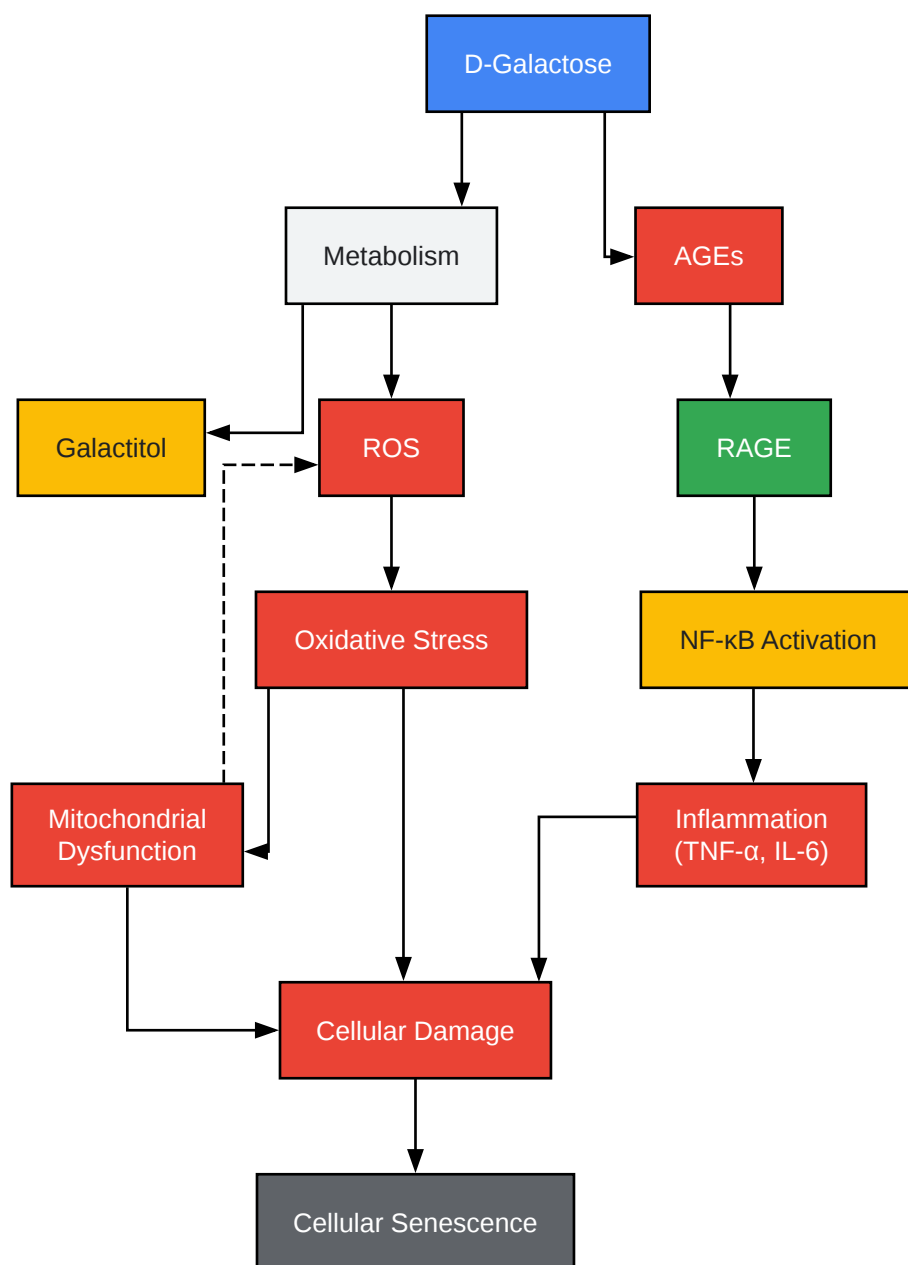 D-Galactose
Metabolism
AGEs
Galactitol
ROS
RAGE
Oxidative Stress
NF-κB Activation
Mitochondrial
Dysfunction
Inflammation
(TNF-α, IL-6)
Cellular Damage
Cellular Senescence